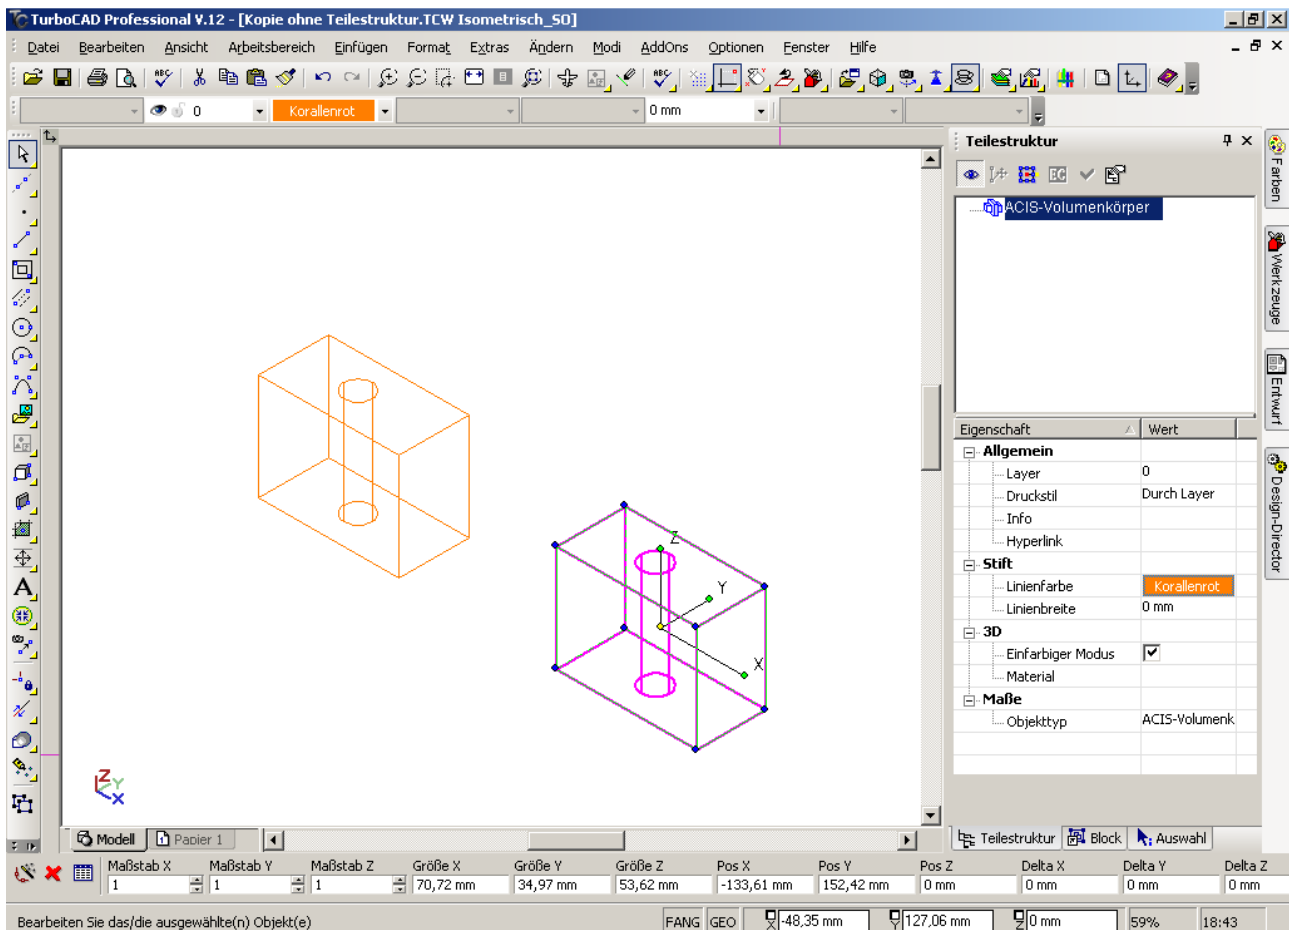 TurboCAD Professional V.12 - [Kopie ohne Teilestruktur.TCW Isometrisch_SO]
Datei Bearbeiten Ansicht Arbeitsbereich Einfügen Format Extras Ändern Modi AddOns Optionen Fenster Hilfe
0 Korallenrot 0 mm
Teilestruktur
ACIS-Volumenkörper
Farben
Werkzeuge
Entwurf
Design-Director
Eigenschaft Wert
Allgemein
Layer 0
Druckstil Durch Layer
Info
Hyperlink
Stift
Linienfarbe Korallenrot
Linienbreite 0 mm
3D
Einfarbiger Modus
Material
Maße
Objekttyp ACIS-Volumenk
Z
Y
X
Z
Y
X
Modell Papier 1
Teilestruktur Block Auswahl
Maßstab X Maßstab Y Maßstab Z Größe X Größe Y Größe Z Pos X Pos Y Pos Z Delta X Delta Y Delta Z
1 1 1 70,72 mm 34,97 mm 53,62 mm -133,61 mm 152,42 mm 0 mm 0 mm 0 mm 0 mm
Bearbeiten Sie das/die ausgewählte(n) Objekt(e) FANG GEO X -48,35 mm Y 127,06 mm Z 0 mm 59% 18:43